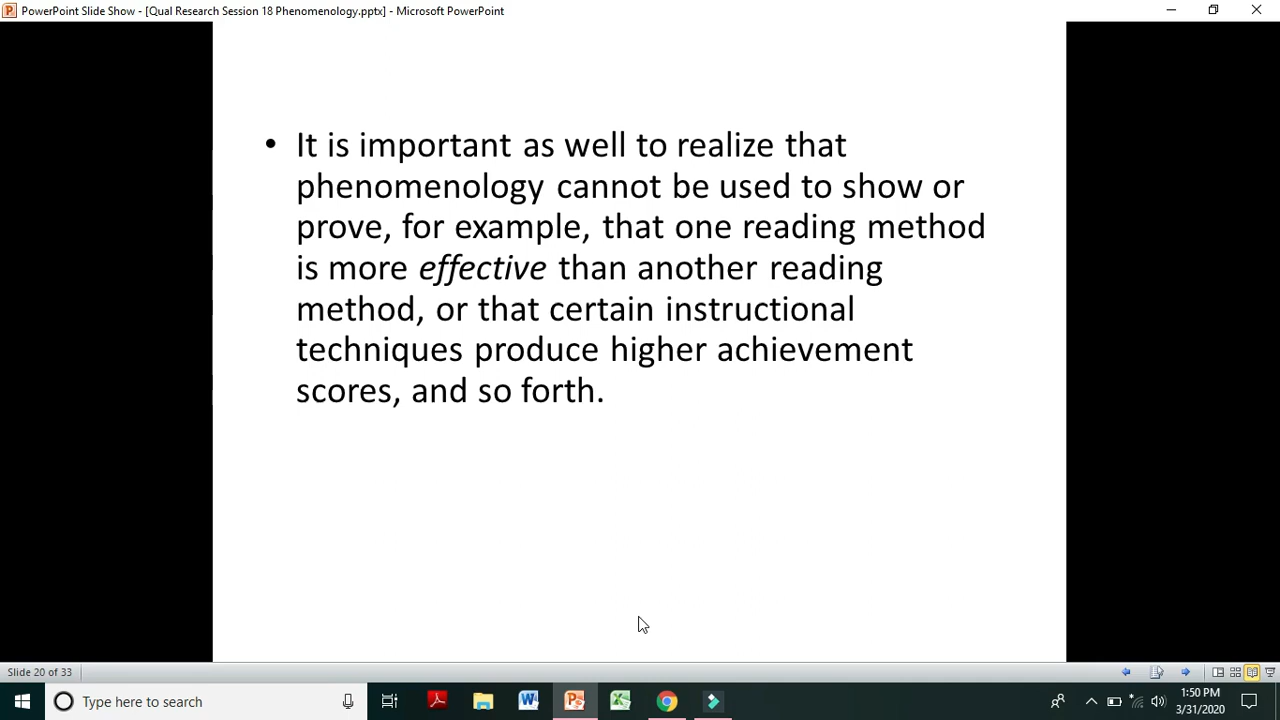 PowerPoint Slide Show - [Qual Research Session 18 Phenomenology.pptx] - Microsoft PowerPoint
• It is important as well to realize that
phenomenology cannot be used to show or
prove, for example, that one reading method
is more effective than another reading
method, or that certain instructional
techniques produce higher achievement
scores, and so forth.
Slide 20 of 33
Type here to search
1:50 PM
3/31/2020